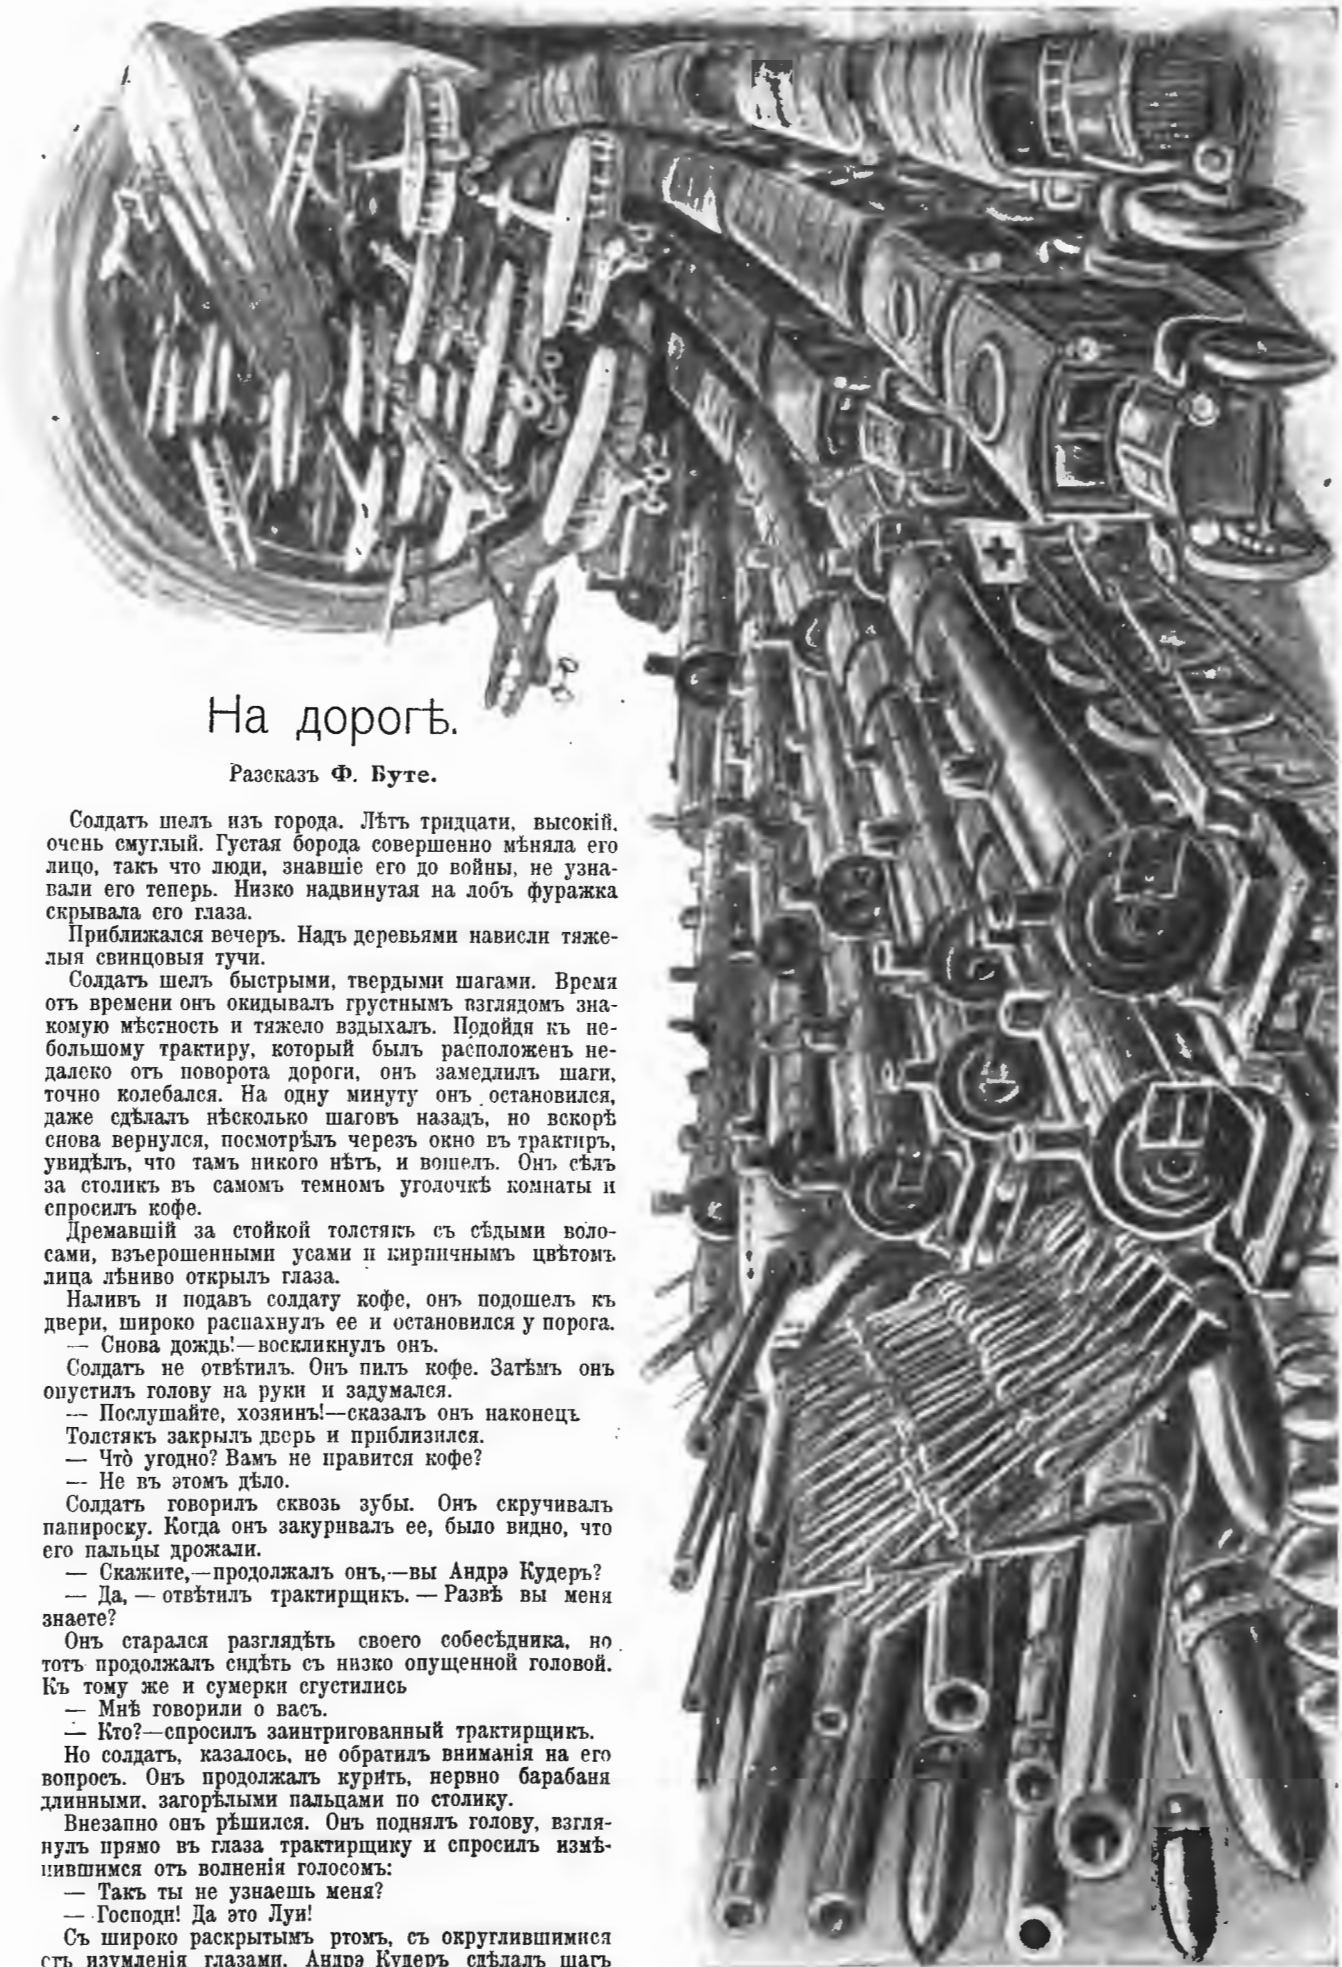 На дорогѣ.
Разсказъ Ф. Буте.
Солдатъ шелъ изъ города. Лѣтъ тридцати, высокій,
очень смуглый. Густая борода совершенно мѣняла его
лицо, такъ что люди, знавшіе его до войны, не узна-
вали его теперь. Низко надвинутая на лобъ фуражка
скрывала его глаза.
Приближался вечеръ. Надъ деревьями нависли тяже-
лыя свинцовыя тучи.
Солдатъ шелъ быстрыми, твердыми шагами. Время
отъ времени онъ окидывалъ грустнымъ взглядомъ зна-
комую мѣстность и тяжело вздыхалъ. Подойдя къ не-
большому трактиру, который былъ расположенъ не-
далеко отъ поворота дороги, онъ замедлилъ шаги,
точно колебался. На одну минуту онъ остановился,
даже сдѣлалъ нѣсколько шаговъ назадъ, но вскорѣ
снова вернулся, посмотрѣлъ черезъ окно въ трактиръ,
увидѣлъ, что тамъ никого нѣтъ, и вошелъ. Онъ сѣлъ
за столикъ въ самомъ темномъ уголочкѣ комнаты и
спросилъ кофе.
Дремавшій за стойкой толстякъ съ сѣдыми воло-
сами, взъерошенными усами и кирпичнымъ цвѣтомъ
лица лѣниво открылъ глаза.
Наливъ и подавъ солдату кофе, онъ подошелъ къ
двери, широко распахнулъ ее и остановился у порога.
— Снова дождь!—воскликнулъ онъ.
Солдатъ не отвѣтилъ. Онъ пилъ кофе. Затѣмъ онъ
опустилъ голову на руки и задумался.
— Послушайте, хозяинъ!—сказалъ онъ наконецъ
Толстякъ закрылъ дверь и приблизился.
— Что̀ угодно? Вамъ не нравится кофе?
— Не въ этомъ дѣло.
Солдатъ говорилъ сквозь зубы. Онъ скручивалъ
папироску. Когда онъ закуривалъ ее, было видно, что
его пальцы дрожали.
— Скажите,—продолжалъ онъ,—вы Андрэ Кудеръ?
— Да, — отвѣтилъ трактирщикъ. — Развѣ вы меня
знаете?
Онъ старался разглядѣть своего собесѣдника, но
тотъ продолжалъ сидѣть съ низко опущенной головой.
Къ тому же и сумерки сгустились
— Мнѣ говорили о васъ.
— Кто?—спросилъ заинтригованный трактирщикъ.
Но солдатъ, казалось, не обратилъ вниманія на его
вопросъ. Онъ продолжалъ курить, нервно барабаня
длинными, загорѣлыми пальцами по столику.
Внезапно онъ рѣшился. Онъ поднялъ голову, взгля-
нулъ прямо въ глаза трактирщику и спросилъ измѣ-
нившимся отъ волненія голосомъ:
— Такъ ты не узнаешь меня?
— Господи! Да это Луи!
Съ широко раскрытымъ ртомъ, съ округлившимися
отъ изумленія глазами, Андрэ Кудеръ сдѣлалъ шагъ